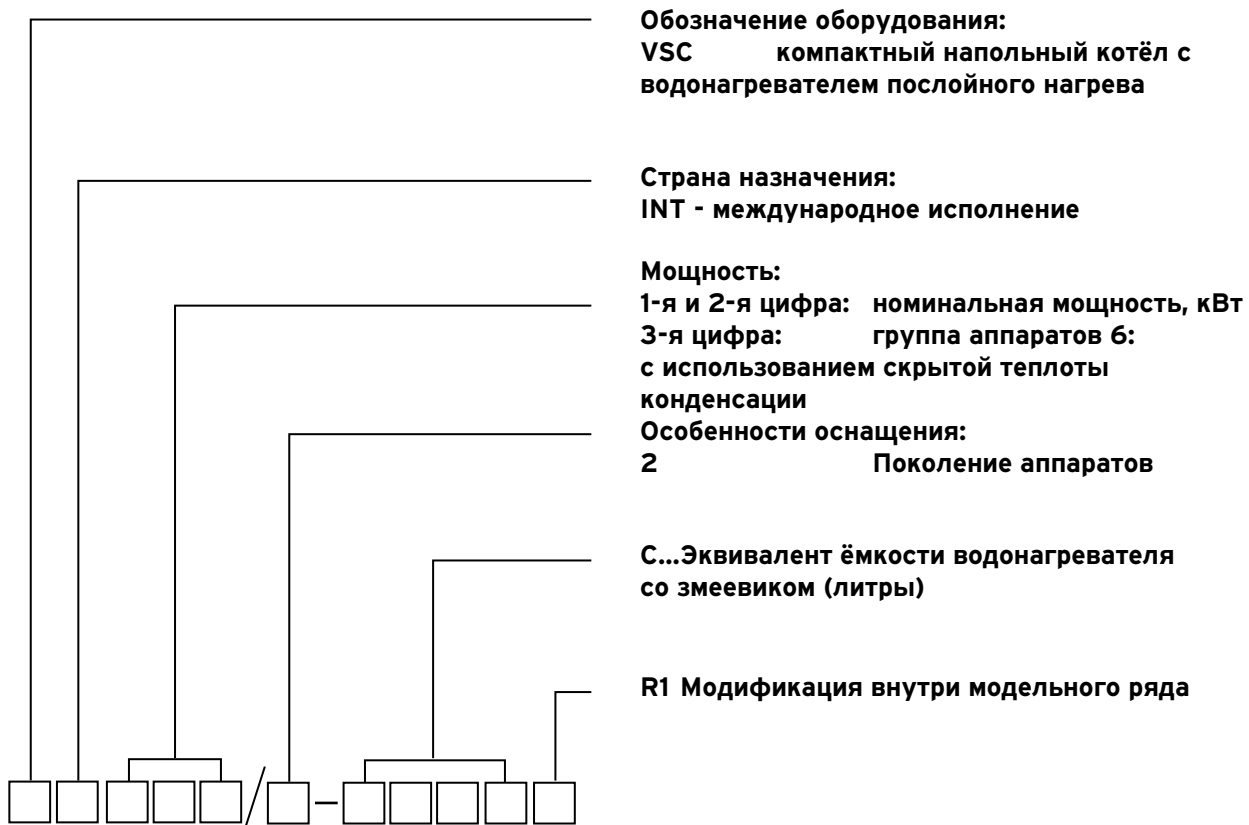 Обозначение оборудования:
VSC компактный напольный котёл с
водонагревателем послойного нагрева
Страна назначения:
INT - международное исполнение
Мощность:
1-я и 2-я цифра: номинальная мощность, кВт
3-я цифра: группа аппаратов 6:
с использованием скрытой теплоты
конденсации
Особенности оснащения:
2 Поколение аппаратов
C...Эквивалент ёмкости водонагревателя
со змеевиком (литры)
R1 Модификация внутри модельного ряда
/ –